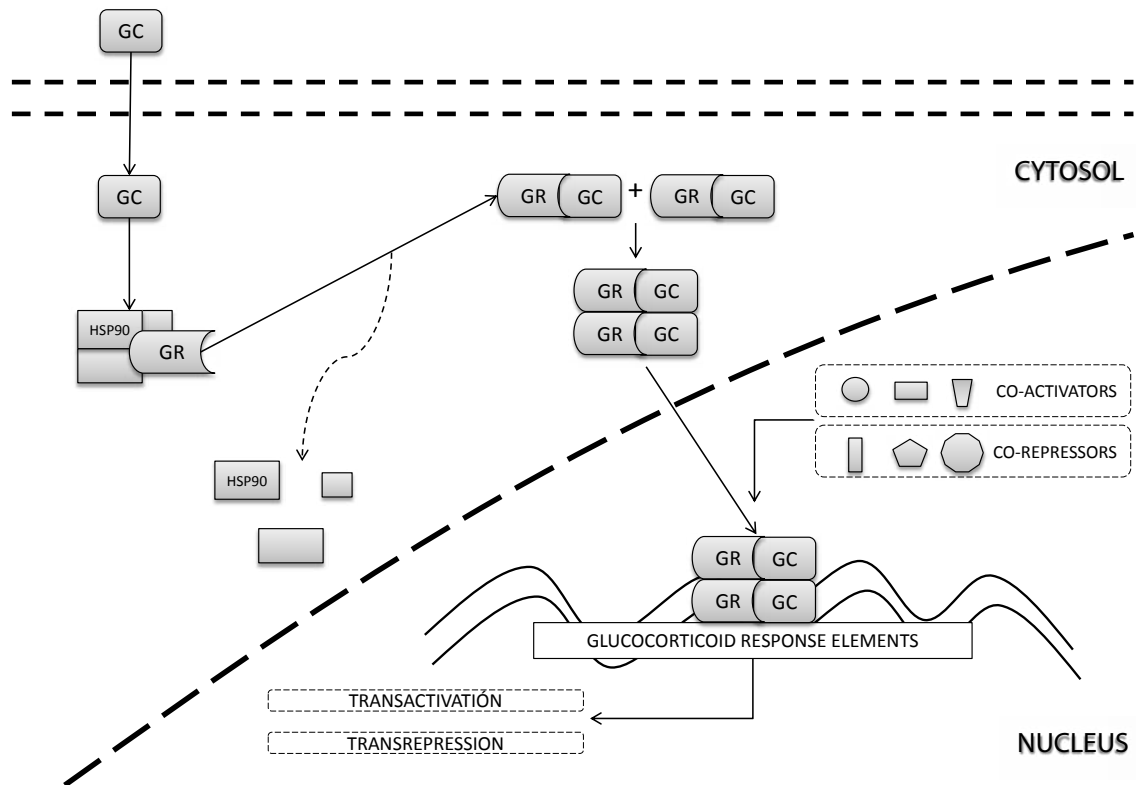 GC
CYTOSOL
GC
GR GC + GR GC
GR GC
GR GC
HSP90
GR
CO-ACTIVATORS
CO-REPRESSORS
HSP90
GR GC
GR GC
GLUCOCORTICOID RESPONSE ELEMENTS
TRANSACTIVATIÓN
TRANSREPRESSION
NUCLEUS